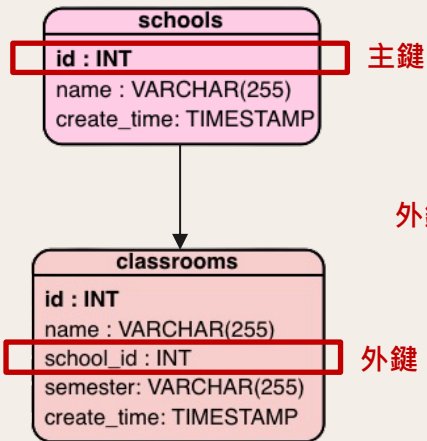 schools
id : INT
主鍵
name : VARCHAR(255)
create_time: TIMESTAMP
外
classrooms
id : INT
name : VARCHAR(255)
school_id : INT
外鍵
semester: VARCHAR(255)
create_time: TIMESTAMP